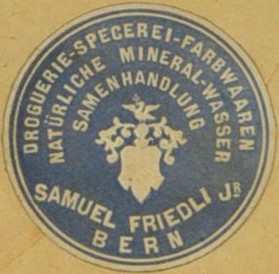 DROGUERIE-SPECEREI-FARBWAAREN
NATÜRLICHE MINERAL-WASSER
SAMENHANDLUNG
SAMUEL FRIEDLI JR
BERN